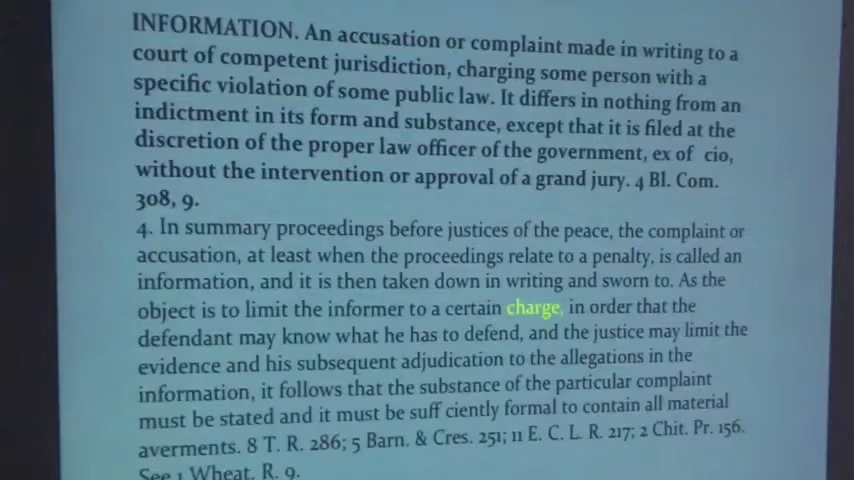 INFORMATION. An accusation or complaint made in writing to a
court of competent jurisdiction, charging some person with a
specific violation of some public law. It differs in nothing from an
indictment in its form and substance, except that it is filed at the
discretion of the proper law officer of the government, ex of cio,
without the intervention or approval of a grand jury. 4 Bl. Com.
308, 9.
4. In summary proceedings before justices of the peace, the complaint or
accusation, at least when the proceedings relate to a penalty, is called an
information, and it is then taken down in writing and sworn to. As the
object is to limit the informer to a certain charge, in order that the
defendant may know what he has to defend, and the justice may limit the
evidence and his subsequent adjudication to the allegations in the
information, it follows that the substance of the particular complaint
must be stated and it must be suff ciently formal to contain all material
averments. 8 T. R. 286; 5 Barn. & Cres. 251; 11 E. C. L. R. 217; 2 Chit. Pr. 156.
See 1 Wheat. R. 9.